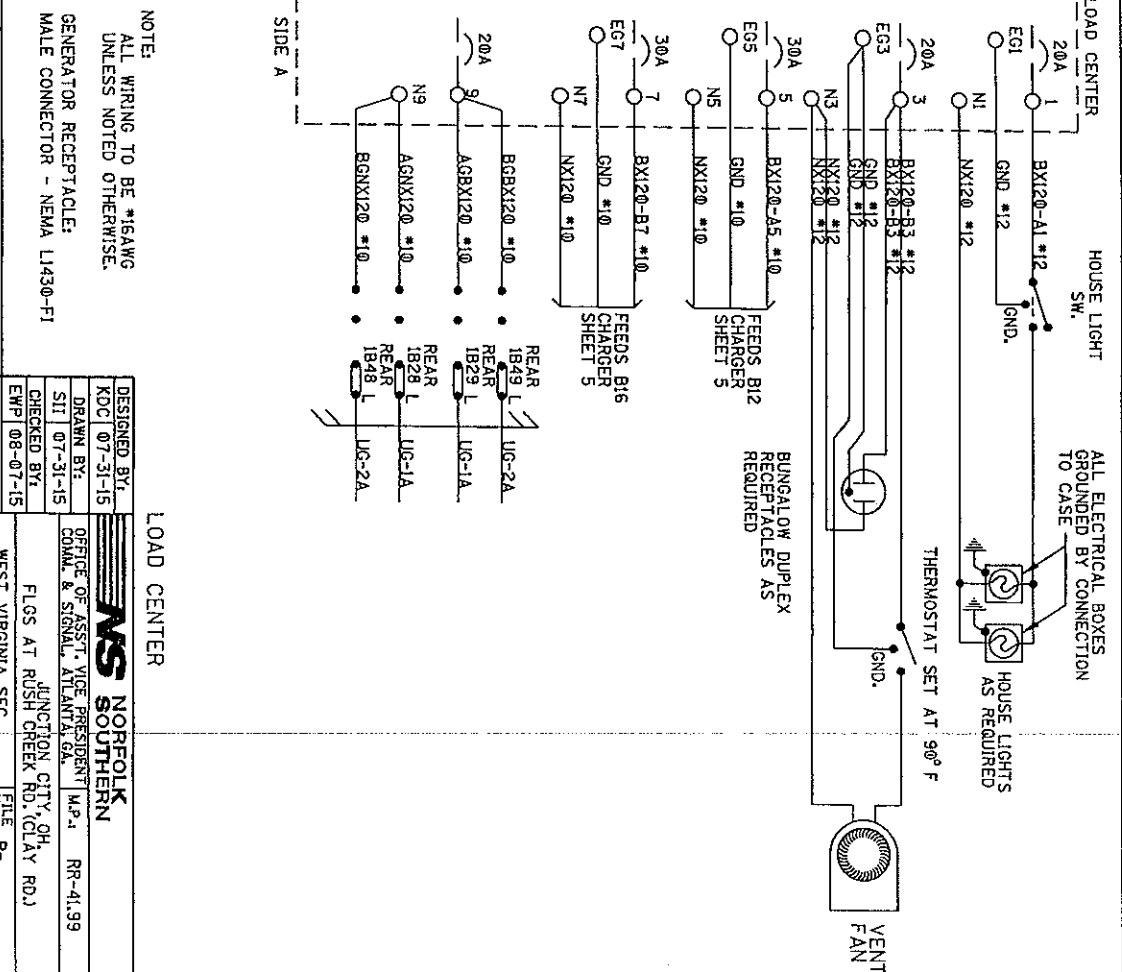 LOAD CENTER
20A
1
EG1
N1
BX120-A1 #12
GND #12
NX120 #12
HOUSE LIGHT
SW.
GND.
ALL ELECTRICAL BOXES
GROUNDED BY CONNECTION
TO CASE
HOUSE LIGHTS
AS REQUIRED
20A
3
EG3
N3
BX120-B3 #12
BX120-B3 #12
GND #12
GND #12
NX120 #12
NX120 #12
THERMOSTAT SET AT 90° F
GND.
VENT
FAN
BUNGALOW DUPLEX
RECEPTACLES AS
REQUIRED
30A
5
EG5
N5
BX120-A5 #10
GND #10
NX120 #10
FEEDS B12
CHARGER
SHEET 5
30A
7
EG7
N7
BX120-B7 #10
GND #10
NX120 #10
FEEDS B16
CHARGER
SHEET 5
20A
9
N9
BGBX120 #10
AGBX120 #10
AGNX120 #10
BGNX120 #10
REAR
1B49 L
UG-2A
REAR
1B29 L
UG-1A
REAR
1B28 L
UG-1A
REAR
1B48 L
UG-2A
SIDE A
LOAD CENTER
NOTE:
ALL WIRING TO BE #16AWG
UNLESS NOTED OTHERWISE.
GENERATOR RECEPTACLE:
MALE CONNECTOR - NEMA L1430-FI
DESIGNED BY:
KDC 07-31-15
DRAWN BY:
SII 07-31-15
CHECKED BY:
EWP 08-07-15
NS NORFOLK
SOUTHERN
OFFICE OF ASS'T. VICE PRESIDENT
COMM. & SIGNAL, ATLANTA, GA.
M.P.: RR-41.99
JUNCTION CITY, OH.
FLGS AT RUSH CREEK RD. (CLAY RD.)
WEST VIRGINIA SEC
FILE